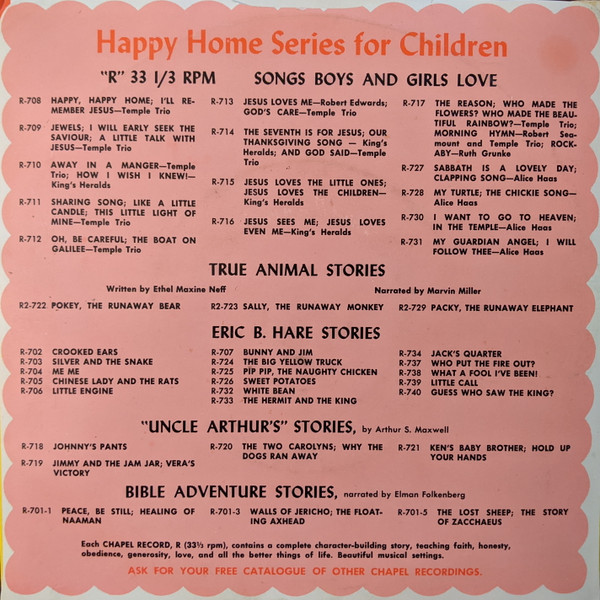 Happy Home Series for Children
"R" 33 1/3 RPM SONGS BOYS AND GIRLS LOVE
R-708 HAPPY, HAPPY HOME; I'LL RE-
MEMBER JESUS—Temple Trio
R-709 JEWELS; I WILL EARLY SEEK THE
SAVIOUR; A LITTLE TALK WITH
JESUS—Temple Trio
R-710 AWAY IN A MANGER—Temple
Trio; HOW I WISH I KNEW!—
King's Heralds
R-711 SHARING SONG; LIKE A LITTLE
CANDLE; THIS LITTLE LIGHT OF
MINE—Temple Trio
R-712 OH, BE CAREFUL; THE BOAT ON
GALILEE—Temple Trio
R-713 JESUS LOVES ME—Robert Edwards;
GOD'S CARE—Temple Trio
R-714 THE SEVENTH IS FOR JESUS; OUR
THANKSGIVING SONG — King's
Heralds; AND GOD SAID—Temple
Trio
R-715 JESUS LOVES THE LITTLE ONES;
JESUS LOVES THE CHILDREN—
King's Heralds
R-716 JESUS SEES ME; JESUS LOVES
EVEN ME—King's Heralds
R-717 THE REASON; WHO MADE THE
FLOWERS? WHO MADE THE BEAU-
TIFUL RAINBOW?—Temple Trio;
MORNING HYMN—Robert Sea-
mount and Temple Trio; ROCK-
ABY—Ruth Grunke
R-727 SABBATH IS A LOVELY DAY;
CLAPPING SONG—Alice Haas
R-728 MY TURTLE; THE CHICKIE SONG—
Alice Haas
R-730 I WANT TO GO TO HEAVEN;
IN THE TEMPLE—Alice Haas
R-731 MY GUARDIAN ANGEL; I WILL
FOLLOW THEE—Alice Haas
TRUE ANIMAL STORIES
Written by Ethel Maxine Neff Narrated by Marvin Miller
R2-722 POKEY, THE RUNAWAY BEAR R2-723 SALLY, THE RUNAWAY MONKEY R2-729 PACKY, THE RUNAWAY ELEPHANT
ERIC B. HARE STORIES
R-702 CROOKED EARS
R-703 SILVER AND THE SNAKE
R-704 ME ME
R-705 CHINESE LADY AND THE RATS
R-706 LITTLE ENGINE
R-707 BUNNY AND JIM
R-724 THE BIG YELLOW TRUCK
R-725 PIP PIP, THE NAUGHTY CHICKEN
R-726 SWEET POTATOES
R-732 WHITE BEAN
R-733 THE HERMIT AND THE KING
R-734 JACK'S QUARTER
R-737 WHO PUT THE FIRE OUT?
R-738 WHAT A FOOL I'VE BEEN!
R-739 LITTLE CALL
R-740 GUESS WHO SAW THE KING?
"UNCLE ARTHUR'S" STORIES, by Arthur S. Maxwell
R-718 JOHNNY'S PANTS
R-719 JIMMY AND THE JAM JAR; VERA'S
VICTORY
R-720 THE TWO CAROLYNS; WHY THE
DOGS RAN AWAY
R-721 KEN'S BABY BROTHER; HOLD UP
YOUR HANDS
BIBLE ADVENTURE STORIES, narrated by Elman Folkenberg
R-701-1 PEACE, BE STILL; HEALING OF
NAAMAN
R-701-3 WALLS OF JERICHO; THE FLOAT-
ING AXHEAD
R-701-5 THE LOST SHEEP; THE STORY
OF ZACCHAEUS
Each CHAPEL RECORD, R (33⅓ rpm), contains a complete character-building story, teaching faith, honesty,
obedience, generosity, love, and all the better things of life. Beautiful musical settings.
ASK FOR YOUR FREE CATALOGUE OF OTHER CHAPEL RECORDINGS.